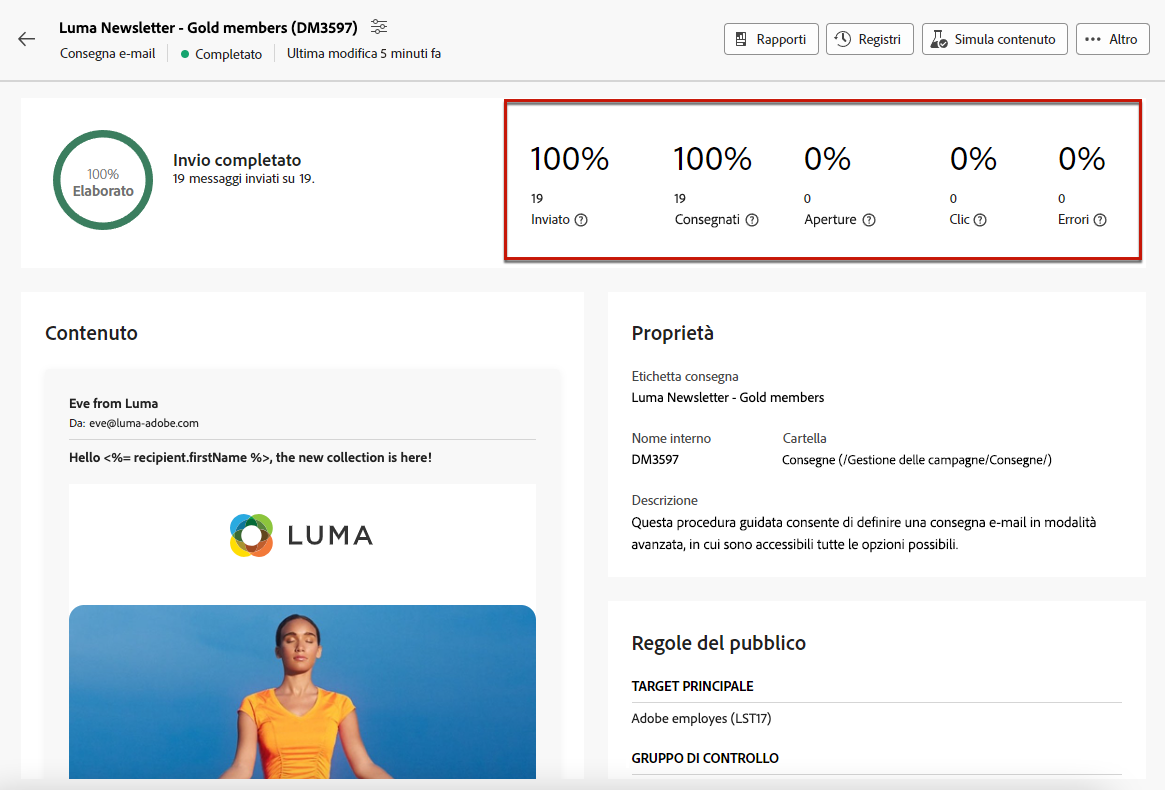 Luma Newsletter - Gold members (DM3597)
Consegna e-mail
Completato
Ultima modifica 5 minuti fa
Rapporti
Registri
Simula contenuto
Altro
100%
Elaborato
Invio completato
19 messaggi inviati su 19.
100%
19
Inviato
100%
19
Consegnati
0%
0
Aperture
0%
0
Clic
0%
0
Errori
Contenuto
Eve from Luma
Da: eve@luma-adobe.com
Hello <%= recipient.firstName %>, the new collection is here!
LUMA
Proprietà
Etichetta consegna
Luma Newsletter - Gold members
Nome interno
DM3597
Cartella
Consegne (/Gestione delle campagne/Consegne/)
Descrizione
Questa procedura guidata consente di definire una consegna e-mail in modalità
avanzata, in cui sono accessibili tutte le opzioni possibili.
Regole del pubblico
TARGET PRINCIPALE
Adobe employes (LST17)
GRUPPO DI CONTROLLO